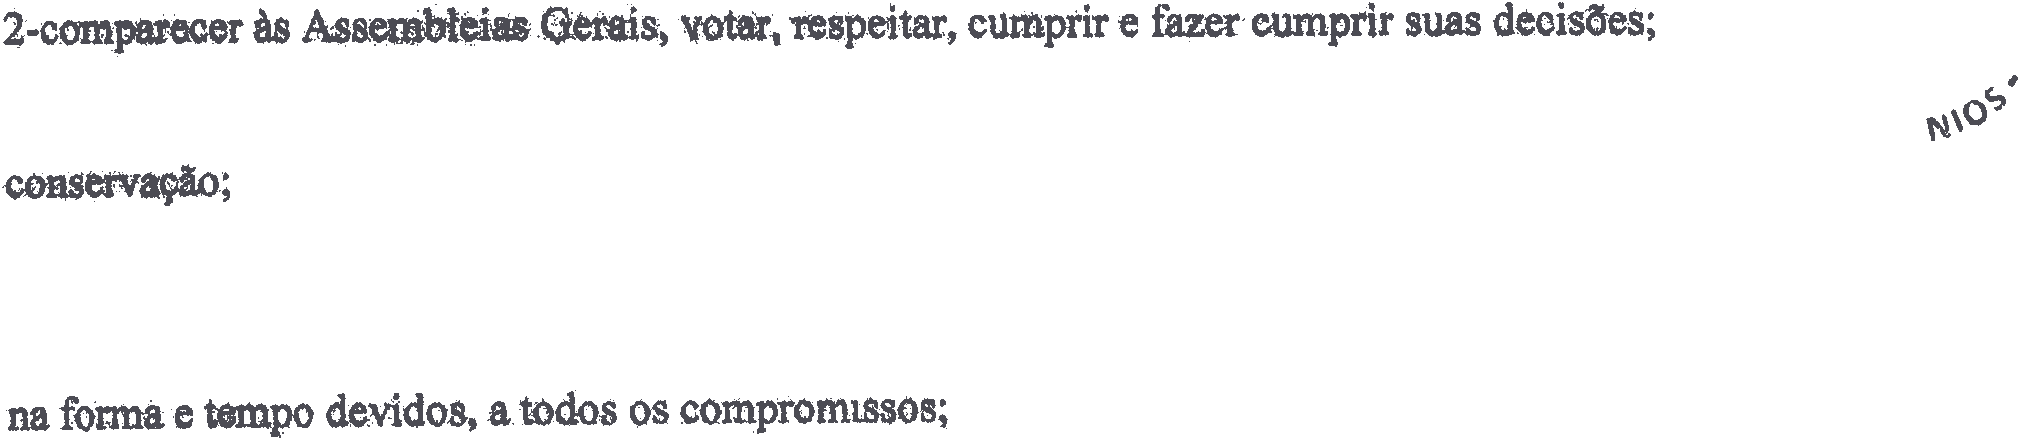 2-comparecer às Assembleias Gerais, votar, respeitar, cumprir e fazer cumprir suas decisões;
NIOS
conservação;
na forma e tempo devidos, a todos os compromissos;